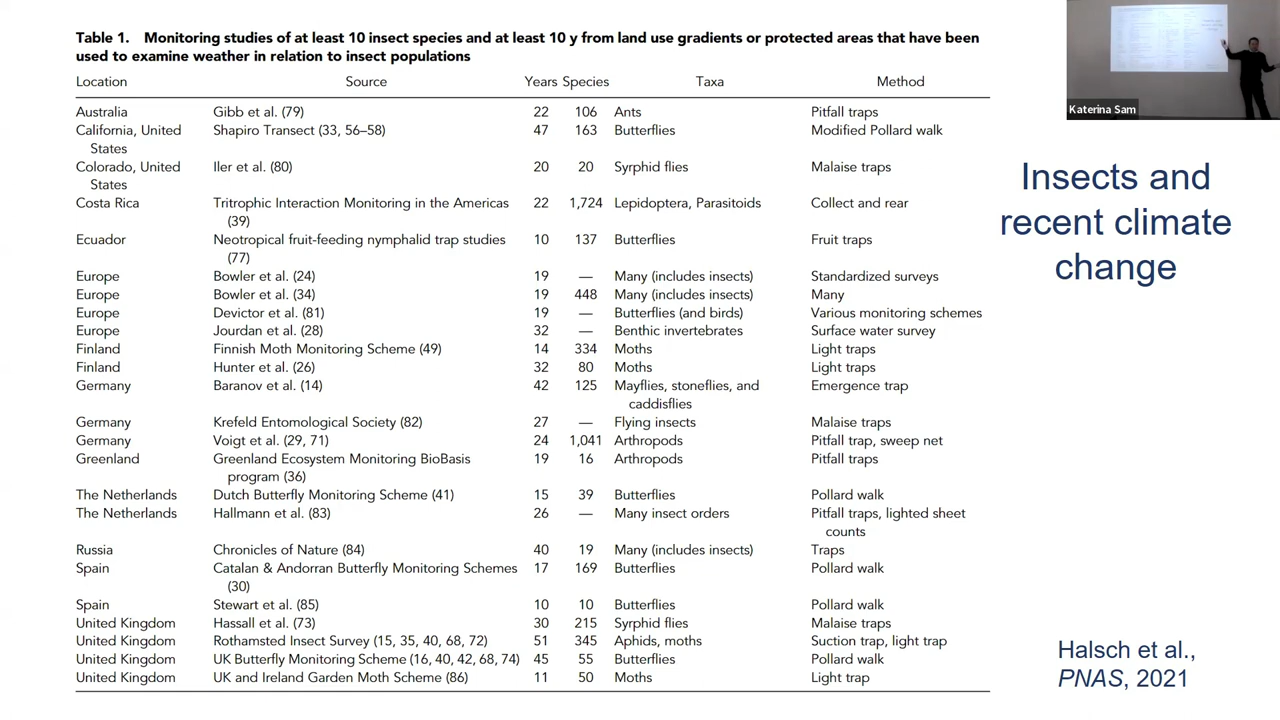 Table 1. Monitoring studies of at least 10 insect species and at least 10 y from land use gradients or protected areas that have been
used to examine weather in relation to insect populations
Location Source Years Species Taxa Method
Australia Gibb et al. (79) 22 106 Ants Pitfall traps
California, United Shapiro Transect (33, 56–58) 47 163 Butterflies Modified Pollard walk
States
Colorado, United Iler et al. (80) 20 20 Syrphid flies Malaise traps
States
Costa Rica Tritrophic Interaction Monitoring in the Americas 22 1,724 Lepidoptera, Parasitoids Collect and rear
(39)
Ecuador Neotropical fruit-feeding nymphalid trap studies 10 137 Butterflies Fruit traps
(77)
Europe Bowler et al. (24) 19 — Many (includes insects) Standardized surveys
Europe Bowler et al. (34) 19 448 Many (includes insects) Many
Europe Devictor et al. (81) 19 — Butterflies (and birds) Various monitoring schemes
Europe Jourdan et al. (28) 32 — Benthic invertebrates Surface water survey
Finland Finnish Moth Monitoring Scheme (49) 14 334 Moths Light traps
Finland Hunter et al. (26) 32 80 Moths Light traps
Germany Baranov et al. (14) 42 125 Mayflies, stoneflies, and Emergence trap
caddisflies
Germany Krefeld Entomological Society (82) 27 — Flying insects Malaise traps
Germany Voigt et al. (29, 71) 24 1,041 Arthropods Pitfall trap, sweep net
Greenland Greenland Ecosystem Monitoring BioBasis 19 16 Arthropods Pitfall traps
program (36)
The Netherlands Dutch Butterfly Monitoring Scheme (41) 15 39 Butterflies Pollard walk
The Netherlands Hallmann et al. (83) 26 — Many insect orders Pitfall traps, lighted sheet
counts
Russia Chronicles of Nature (84) 40 19 Many (includes insects) Traps
Spain Catalan & Andorran Butterfly Monitoring Schemes 17 169 Butterflies Pollard walk
(30)
Spain Stewart et al. (85) 10 10 Butterflies Pollard walk
United Kingdom Hassall et al. (73) 30 215 Syrphid flies Malaise traps
United Kingdom Rothamsted Insect Survey (15, 35, 40, 68, 72) 51 345 Aphids, moths Suction trap, light trap
United Kingdom UK Butterfly Monitoring Scheme (16, 40, 42, 68, 74) 45 55 Butterflies Pollard walk
United Kingdom UK and Ireland Garden Moth Scheme (86) 11 50 Moths Light trap
Katerina Sam
Insects and
recent climate
change
Halsch et al.,
PNAS, 2021